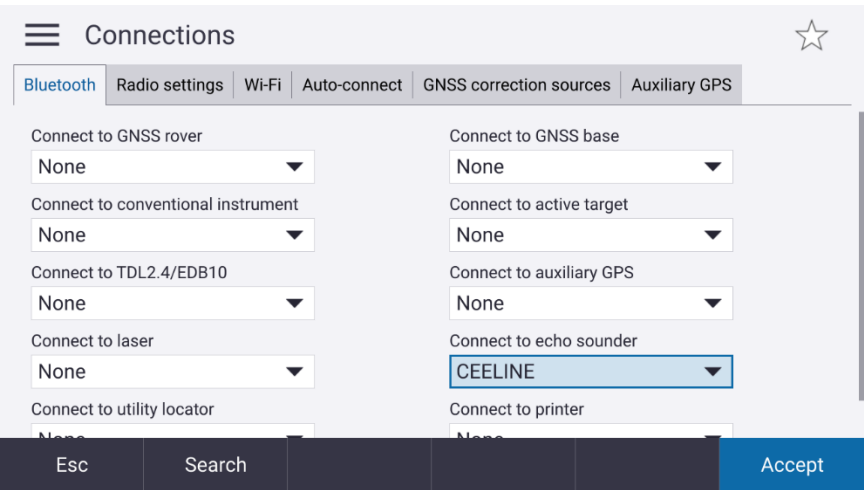 Connections
Bluetooth Radio settings Wi-Fi Auto-connect GNSS correction sources Auxiliary GPS
Connect to GNSS rover
None
Connect to GNSS base
None
Connect to conventional instrument
None
Connect to active target
None
Connect to TDL2.4/EDB10
None
Connect to auxiliary GPS
None
Connect to laser
None
Connect to echo sounder
CEELINE
Connect to utility locator
None
Connect to printer
None
Esc Search Accept